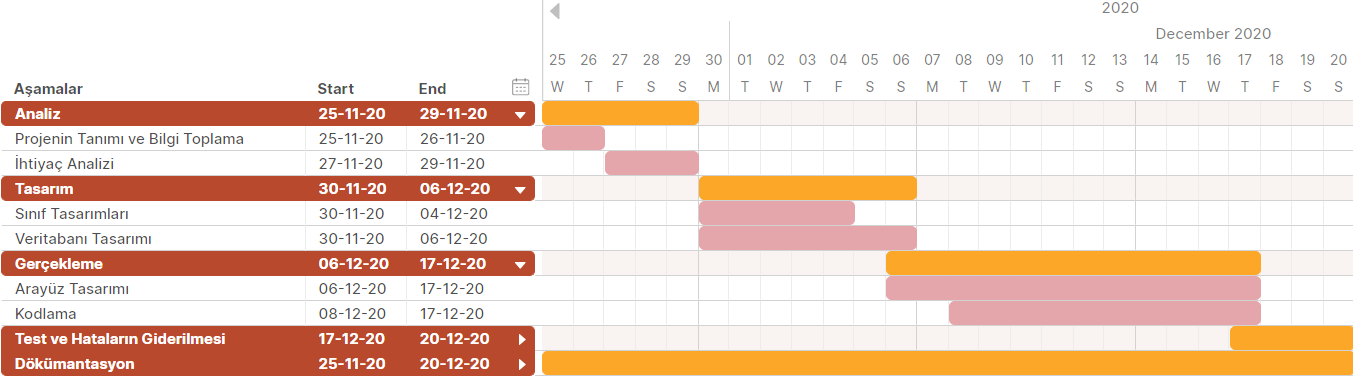 2020
December 2020
25 26 27 28 29 30 01 02 03 04 05 06 07 08 09 10 11 12 13 14 15 16 17 18 19 20
Aşamalar Start End W T F S S M T W T F S S M T W T F S S M T W T F S S
Analiz 25-11-20 29-11-20
Projenin Tanımı ve Bilgi Toplama 25-11-20 26-11-20
İhtiyaç Analizi 27-11-20 29-11-20
Tasarım 30-11-20 06-12-20
Sınıf Tasarımları 30-11-20 04-12-20
Veritabanı Tasarımı 30-11-20 06-12-20
Gerçekleme 06-12-20 17-12-20
Arayüz Tasarımı 06-12-20 17-12-20
Kodlama 08-12-20 17-12-20
Test ve Hataların Giderilmesi 17-12-20 20-12-20
Dökümantasyon 25-11-20 20-12-20